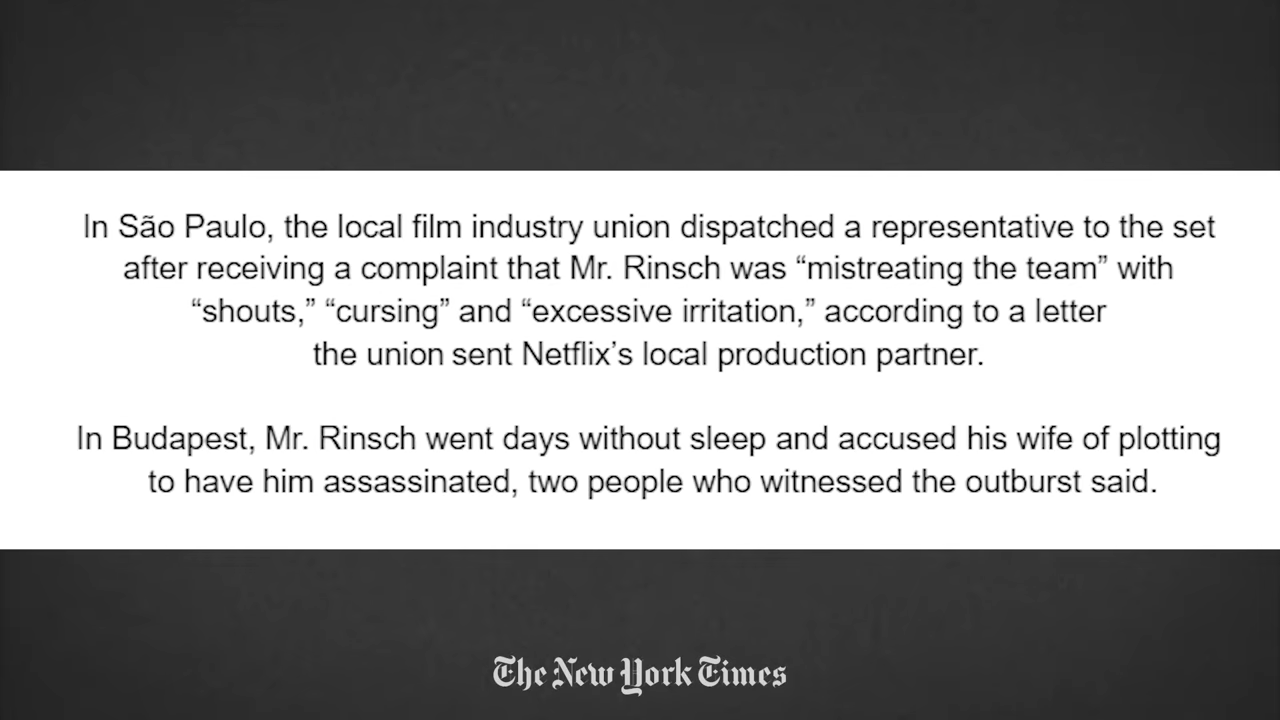 In São Paulo, the local film industry union dispatched a representative to the set
after receiving a complaint that Mr. Rinsch was “mistreating the team” with
“shouts,” “cursing” and “excessive irritation,” according to a letter
the union sent Netflix’s local production partner.
In Budapest, Mr. Rinsch went days without sleep and accused his wife of plotting
to have him assassinated, two people who witnessed the outburst said.
The New York Times